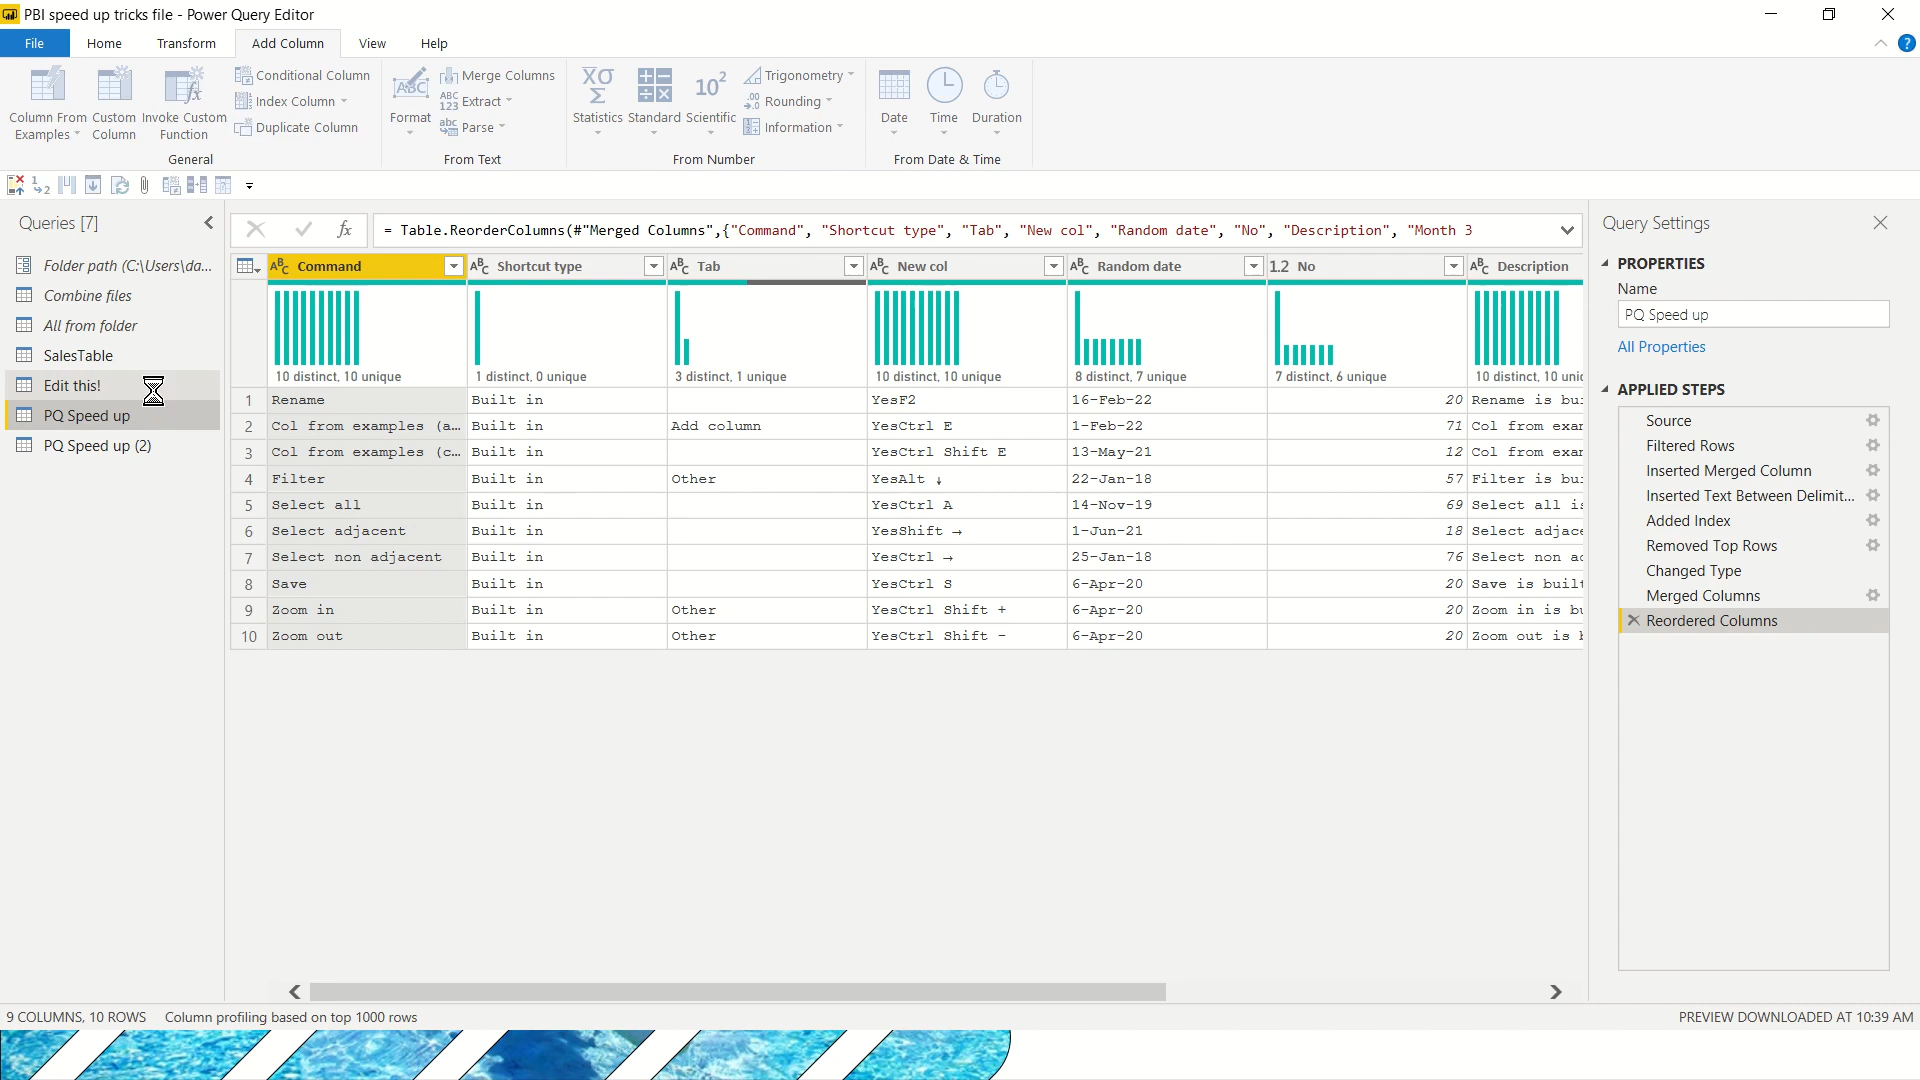 PBI speed up tricks file - Power Query Editor
File Home Transform Add Column View Help
Column From Examples
Custom Column
Invoke Custom Function
Conditional Column
Index Column
Duplicate Column
General
Format
Merge Columns
Extract
Parse
From Text
Statistics
Standard
Scientific
Trigonometry
Rounding
Information
From Number
Date
Time
Duration
From Date & Time
Queries [7]
Folder path (C:\Users\da...
Combine files
All from folder
SalesTable
Edit this!
PQ Speed up
PQ Speed up (2)
fx = Table.ReorderColumns(#"Merged Columns",{"Command", "Shortcut type", "Tab", "New col", "Random date", "No", "Description", "Month 3
Command Shortcut type Tab New col Random date 1.2 No Description
10 distinct, 10 unique 1 distinct, 0 unique 3 distinct, 1 unique 10 distinct, 10 unique 8 distinct, 7 unique 7 distinct, 6 unique 10 distinct, 10 unic
1 Rename Built in YesF2 16-Feb-22 20 Rename is bui
2 Col from examples (a... Built in Add column YesCtrl E 1-Feb-22 71 Col from exam
3 Col from examples (c... Built in YesCtrl Shift E 13-May-21 12 Col from exam
4 Filter Built in Other YesAlt ↓ 22-Jan-18 57 Filter is bui
5 Select all Built in YesCtrl A 14-Nov-19 69 Select all is
6 Select adjacent Built in YesShift → 1-Jun-21 18 Select adjace
7 Select non adjacent Built in YesCtrl → 25-Jan-18 76 Select non ad
8 Save Built in YesCtrl S 6-Apr-20 20 Save is built
9 Zoom in Built in Other YesCtrl Shift + 6-Apr-20 20 Zoom in is bu
10 Zoom out Built in Other YesCtrl Shift - 6-Apr-20 20 Zoom out is b
Query Settings
PROPERTIES
Name
PQ Speed up
All Properties
APPLIED STEPS
Source
Filtered Rows
Inserted Merged Column
Inserted Text Between Delimit...
Added Index
Removed Top Rows
Changed Type
Merged Columns
Reordered Columns
9 COLUMNS, 10 ROWS Column profiling based on top 1000 rows PREVIEW DOWNLOADED AT 10:39 AM